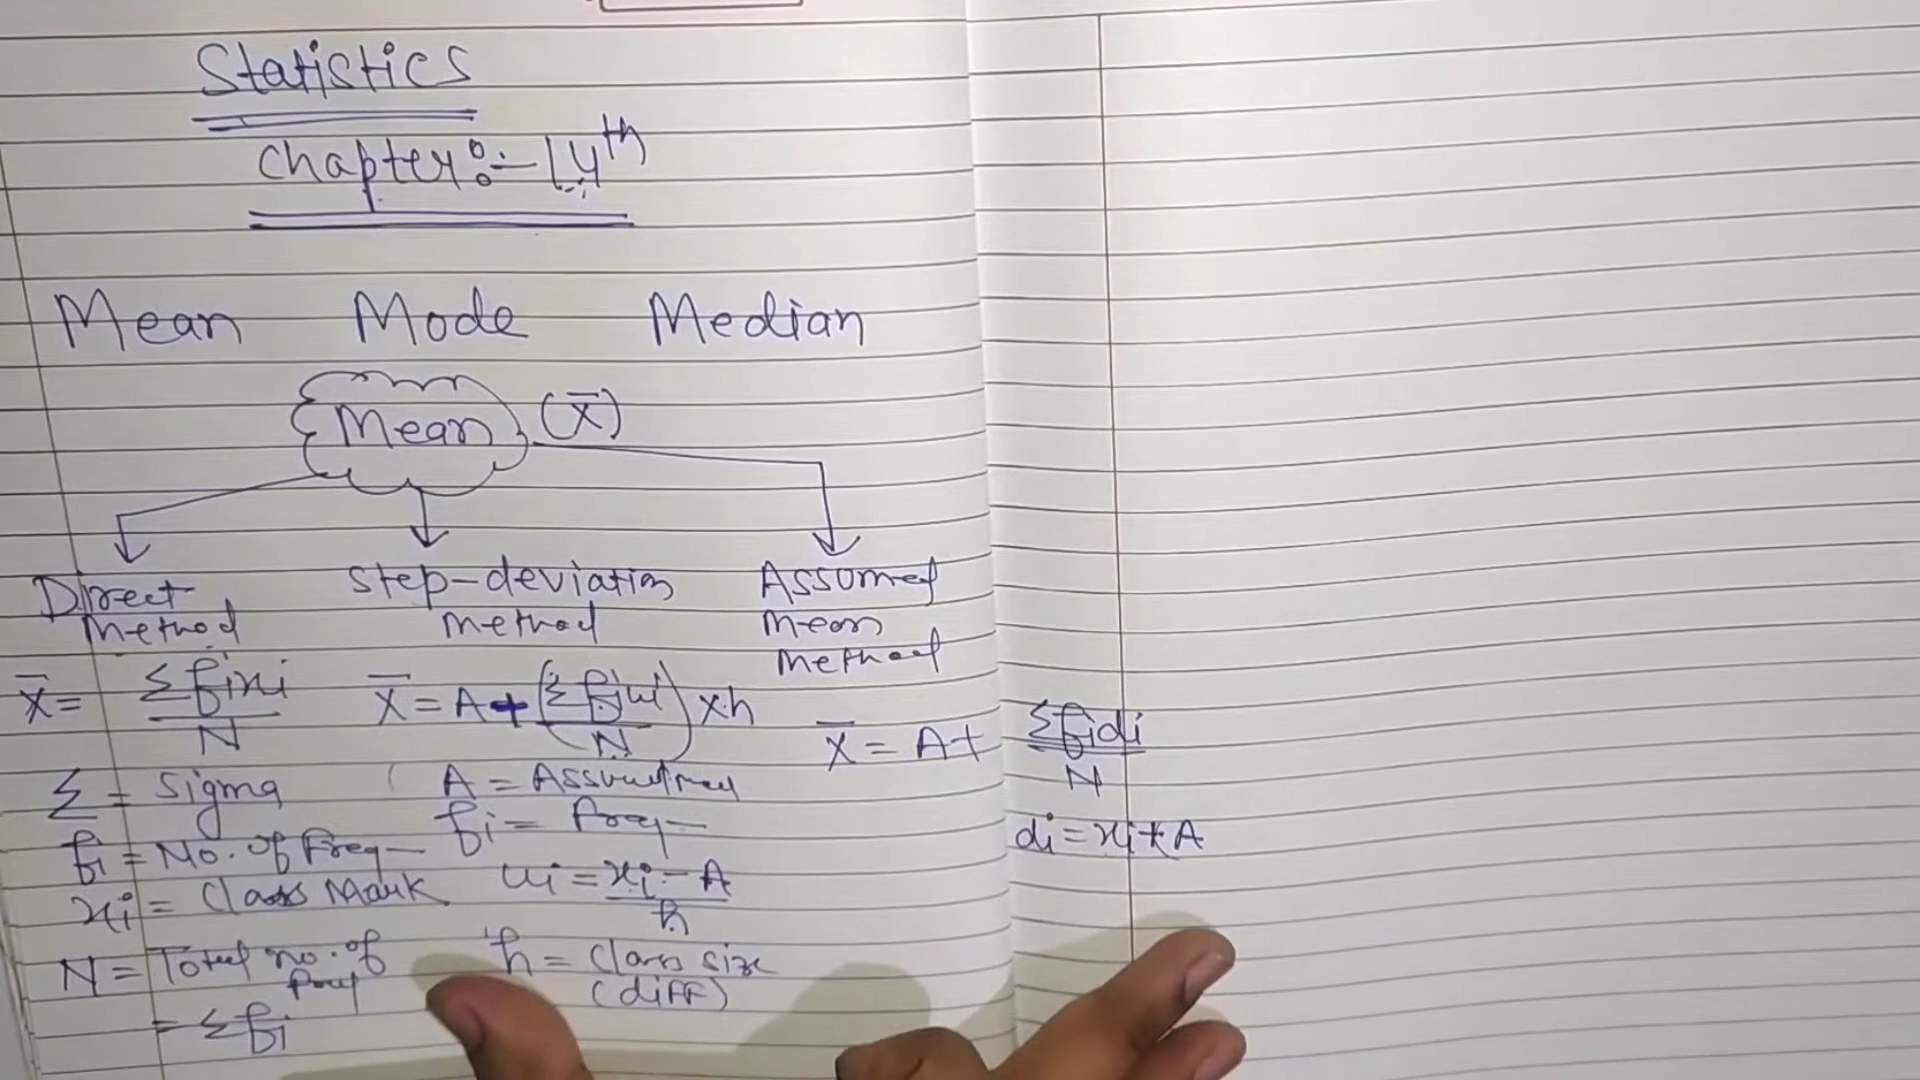 Statistics
Chapter:- 14th
Mean Mode Median
Mean (x̄)
Direct Method
Step-deviation Method
Assumed Mean Method
x̄ = Σfixi/N
x̄ = A + (Σfiui/N) x h
x̄ = A + Σfidi/N
Σ = Sigma
fi = No. of Freq-
xi = Class Mark
N = Total no. of
= Σfi
A = Assumed
fi = freq-
ui = xi - A/h
h = Class size
(diff)
di = xi + A